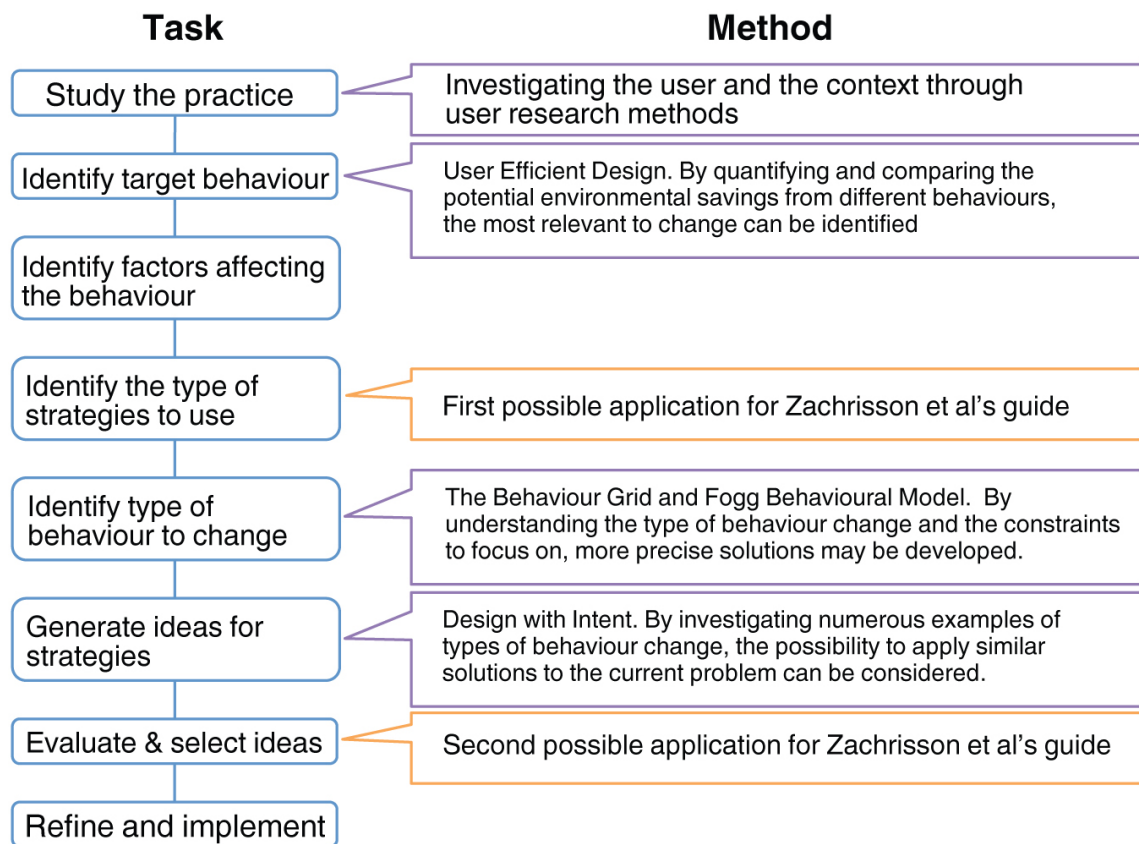 Task
Method
Study the practice
Investigating the user and the context through
user research methods
Identify target behaviour
User Efficient Design. By quantifying and comparing the
potential environmental savings from different behaviours,
the most relevant to change can be identified
Identify factors affecting
the behaviour
Identify the type of
strategies to use
First possible application for Zachrisson et al's guide
Identify type of
behaviour to change
The Behaviour Grid and Fogg Behavioural Model. By
understanding the type of behaviour change and the constraints
to focus on, more precise solutions may be developed.
Generate ideas for
strategies
Design with Intent. By investigating numerous examples of
types of behaviour change, the possibility to apply similar
solutions to the current problem can be considered.
Evaluate & select ideas
Second possible application for Zachrisson et al's guide
Refine and implement